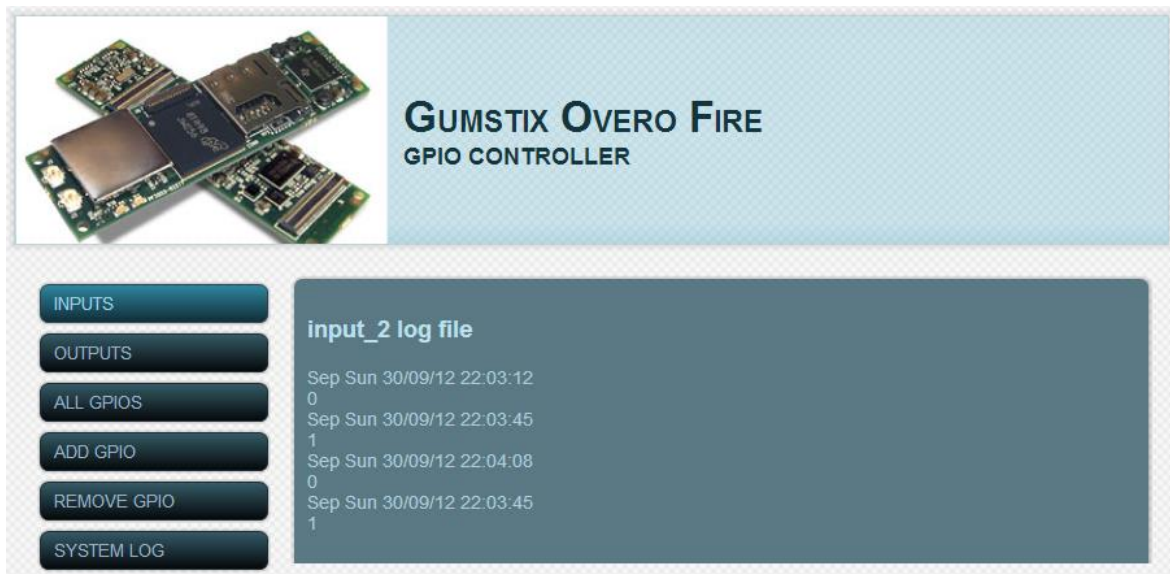 GUMSTIX OVERO FIRE
GPIO CONTROLLER
INPUTS
OUTPUTS
ALL GPIOS
ADD GPIO
REMOVE GPIO
SYSTEM LOG
input_2 log file
Sep Sun 30/09/12 22:03:12
0
Sep Sun 30/09/12 22:03:45
1
Sep Sun 30/09/12 22:04:08
0
Sep Sun 30/09/12 22:03:45
1